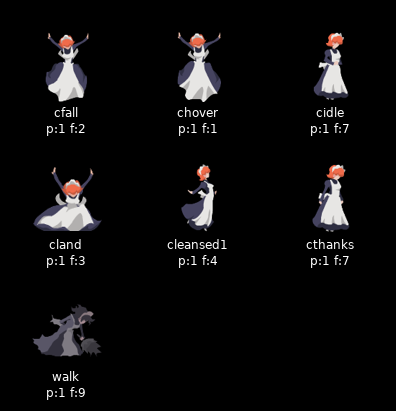 cfall
p:1 f:2
chover
p:1 f:1
cidle
p:1 f:7
cland
p:1 f:3
cleansed1
p:1 f:4
cthanks
p:1 f:7
walk
p:1 f:9